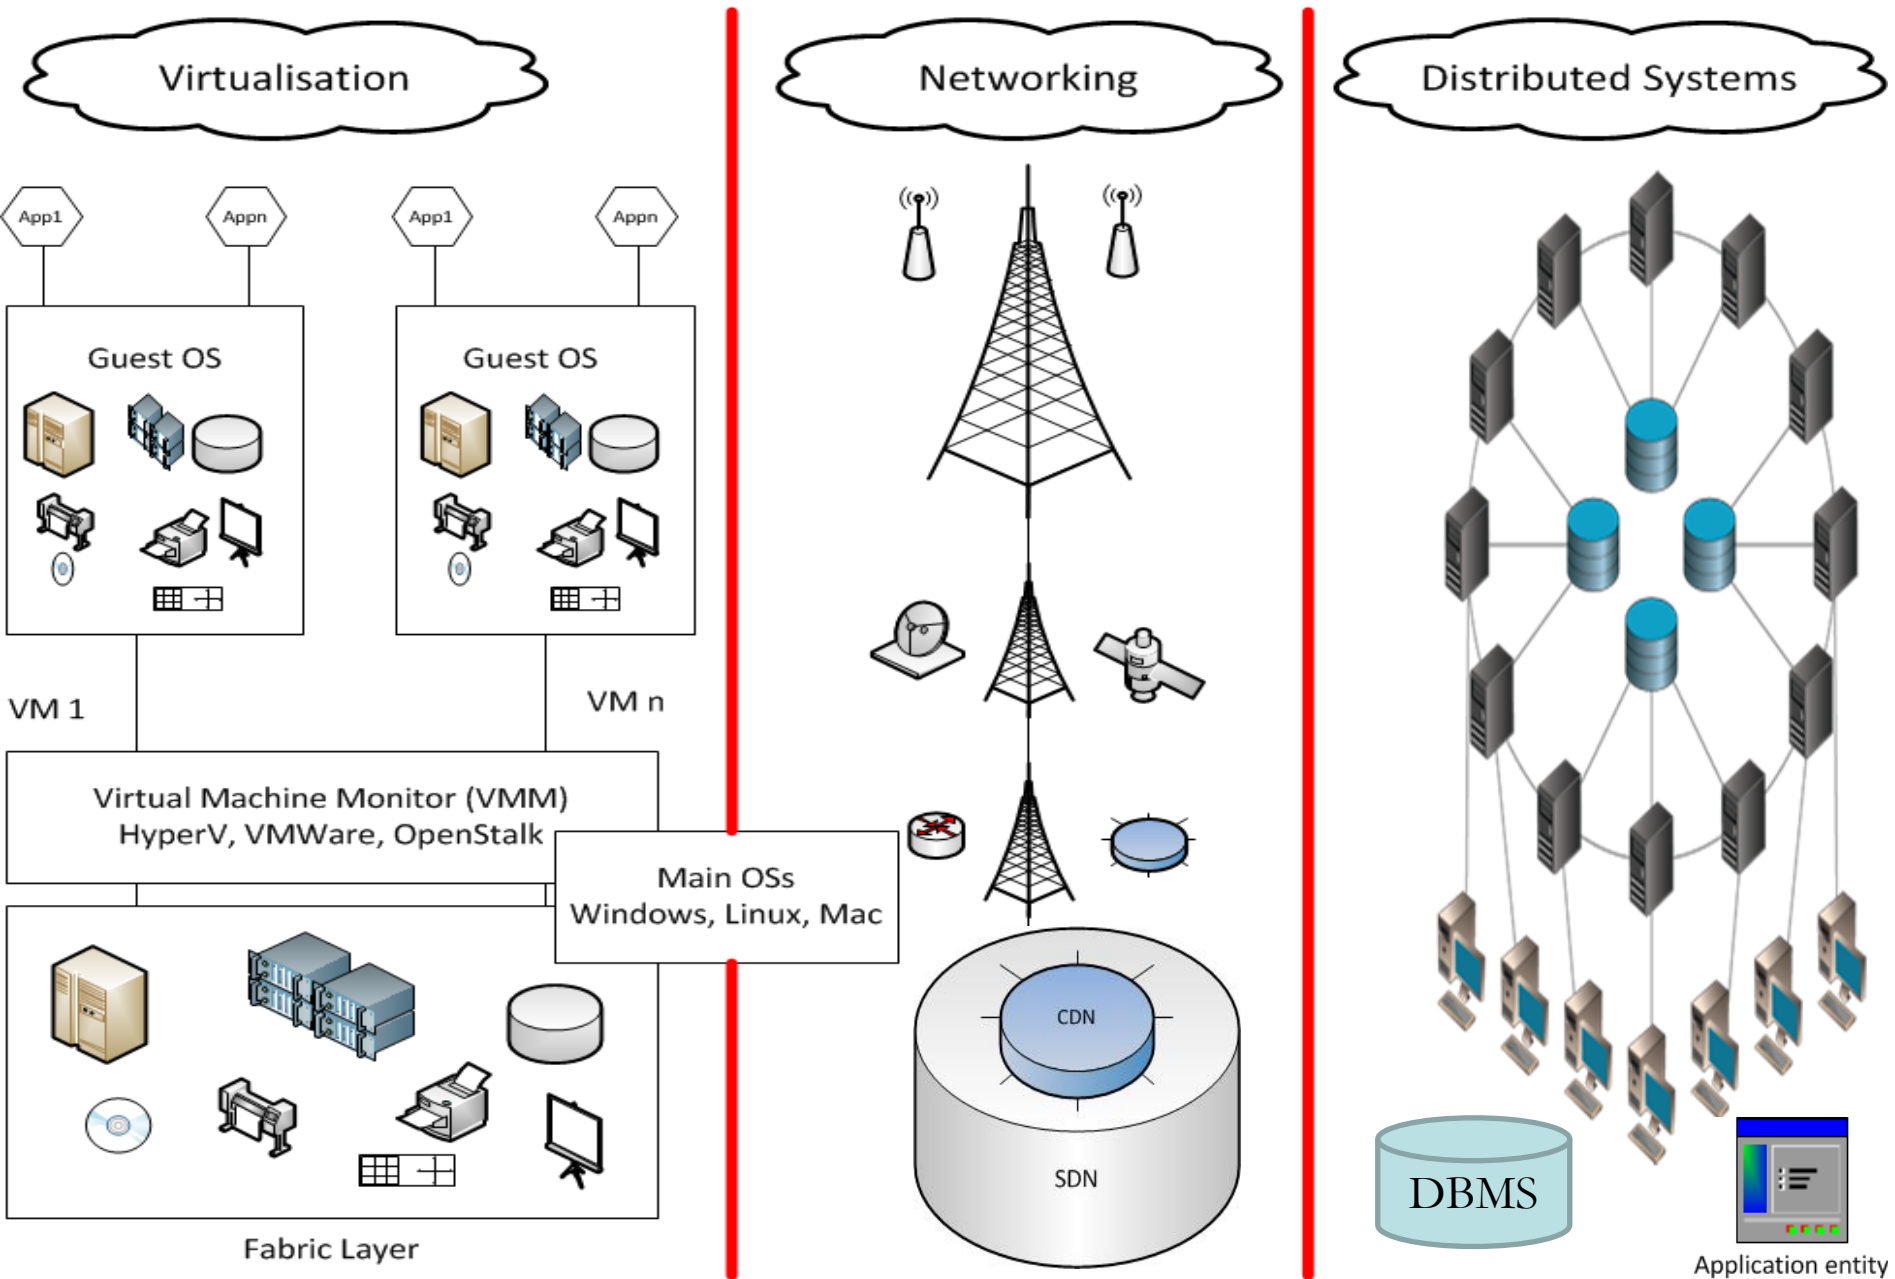 Virtualisation
Networking
Distributed Systems
App1
Appn
App1
Appn
Guest OS
Guest OS
VM 1
VM n
Virtual Machine Monitor (VMM)
HyperV, VMWare, OpenStalk
Main OSs
Windows, Linux, Mac
Fabric Layer
CDN
SDN
DBMS
Application entity